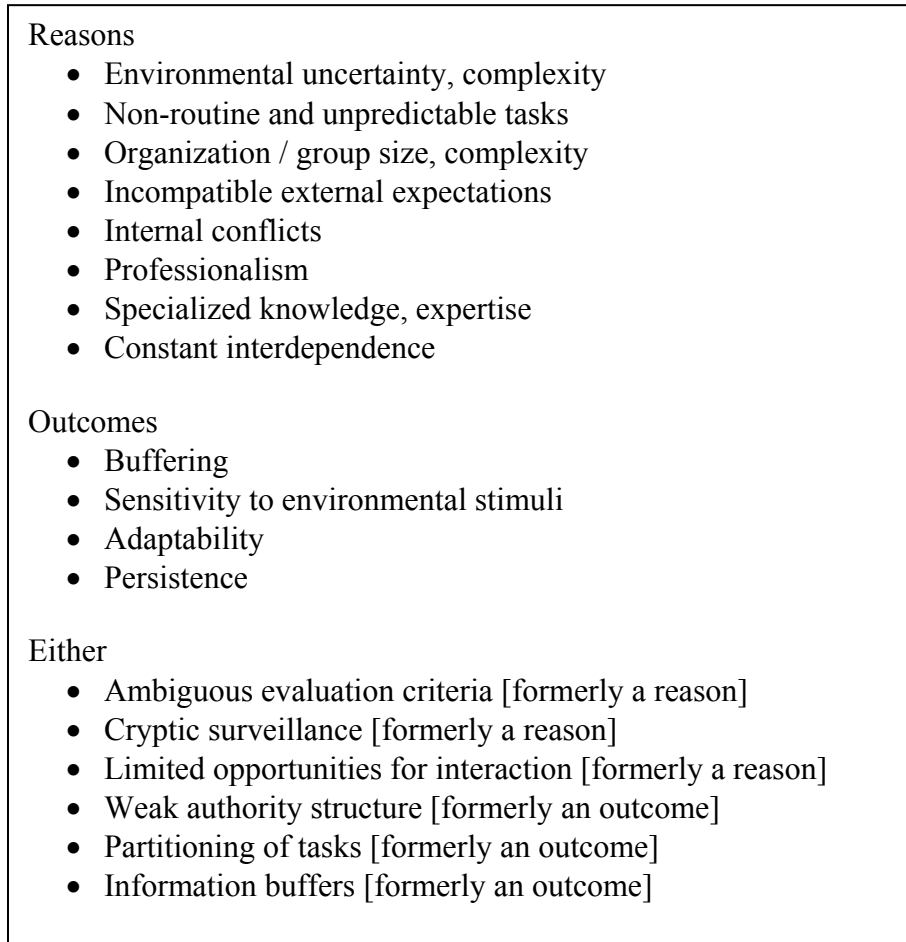 Reasons
• Environmental uncertainty, complexity
• Non-routine and unpredictable tasks
• Organization / group size, complexity
• Incompatible external expectations
• Internal conflicts
• Professionalism
• Specialized knowledge, expertise
• Constant interdependence
Outcomes
• Buffering
• Sensitivity to environmental stimuli
• Adaptability
• Persistence
Either
• Ambiguous evaluation criteria [formerly a reason]
• Cryptic surveillance [formerly a reason]
• Limited opportunities for interaction [formerly a reason]
• Weak authority structure [formerly an outcome]
• Partitioning of tasks [formerly an outcome]
• Information buffers [formerly an outcome]